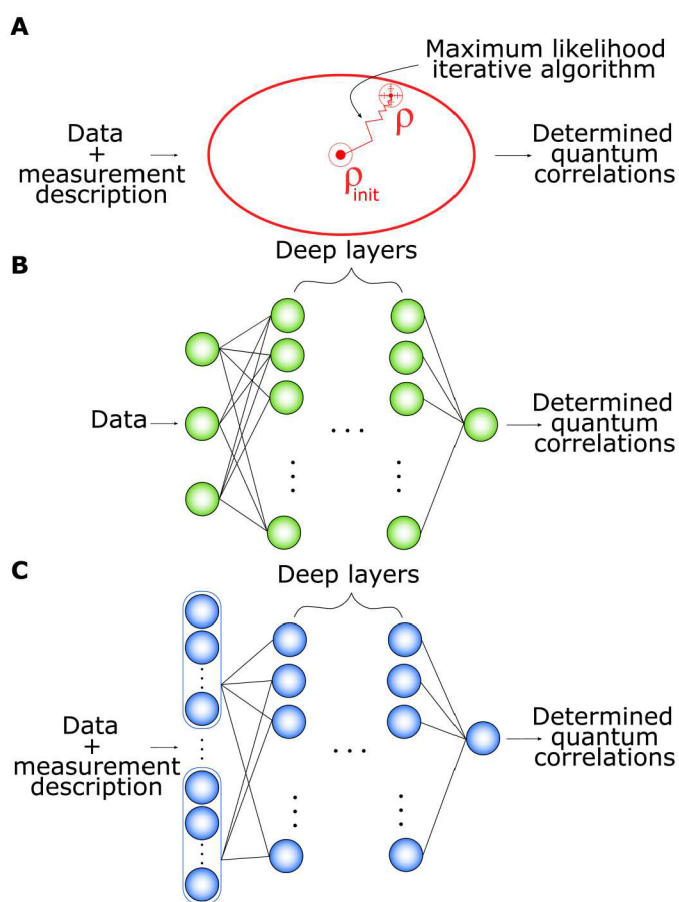 A
Maximum likelihood
iterative algorithm
Data
+
measurement
description
ρ
ρinit
Determined
quantum
correlations
B
Deep layers
Data
Determined
quantum
correlations
C
Deep layers
Data
+
measurement
description
Determined
quantum
correlations